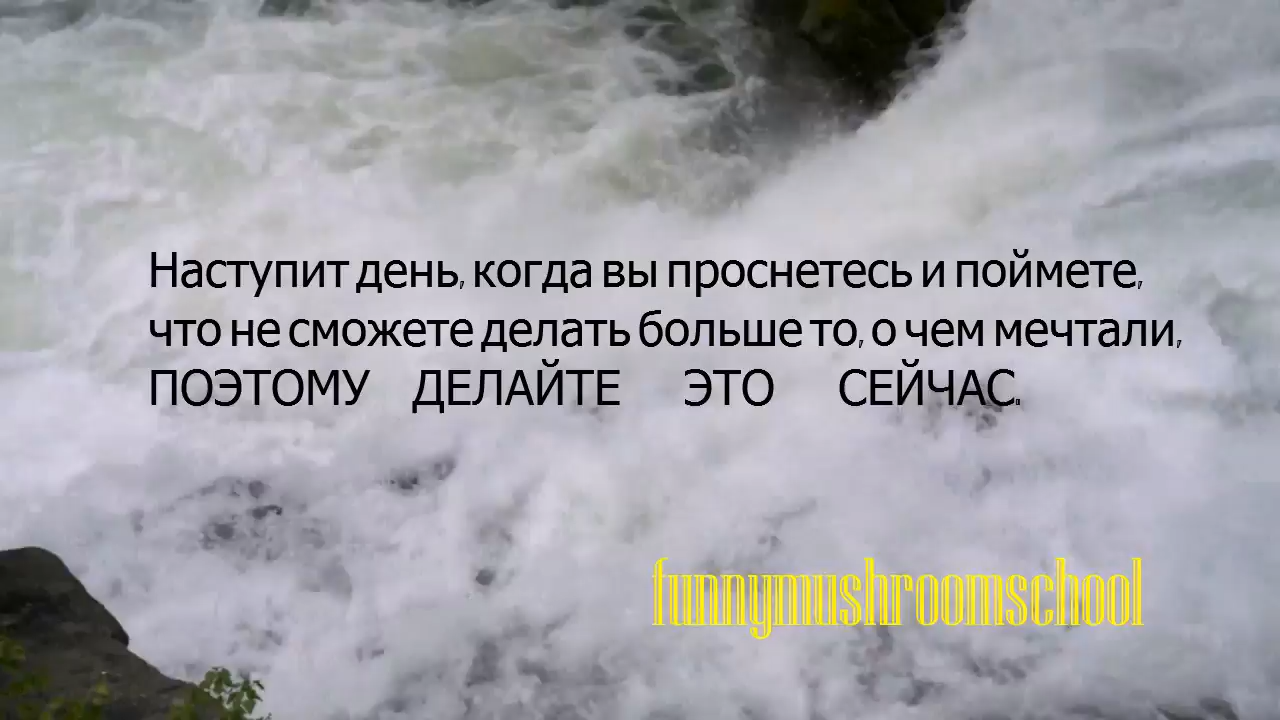 Наступит день, когда вы проснетесь и поймете,
что не сможете делать больше то, о чем мечтали,
ПОЭТОМУ ДЕЛАЙТЕ ЭТО СЕЙЧАС.
funnymushroomschool